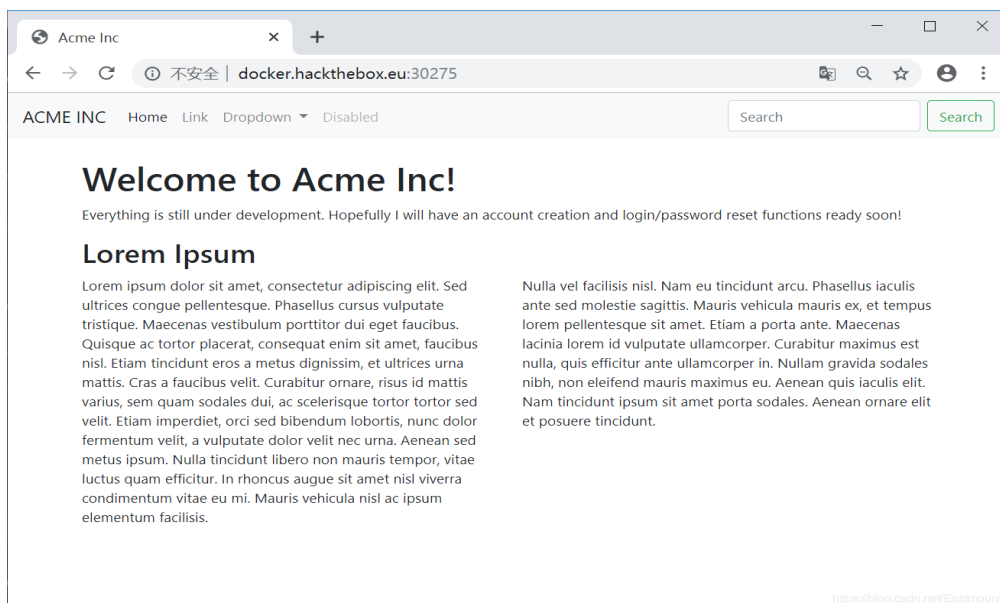 Acme Inc
不安全 | docker.hackthebox.eu:30275
ACME INC Home Link Dropdown Disabled Search Search
Welcome to Acme Inc!
Everything is still under development. Hopefully I will have an account creation and login/password reset functions ready soon!
Lorem Ipsum
Lorem ipsum dolor sit amet, consectetur adipiscing elit. Sed
ultrices congue pellentesque. Phasellus cursus vulputate
tristique. Maecenas vestibulum porttitor dui eget faucibus.
Quisque ac tortor placerat, consequat enim sit amet, faucibus
nisl. Etiam tincidunt eros a metus dignissim, et ultrices urna
mattis. Cras a faucibus velit. Curabitur ornare, risus id mattis
varius, sem quam sodales dui, ac scelerisque tortor tortor sed
velit. Etiam imperdiet, orci sed bibendum lobortis, nunc dolor
fermentum velit, a vulputate dolor velit nec urna. Aenean sed
metus ipsum. Nulla tincidunt libero non mauris tempor, vitae
luctus quam efficitur. In rhoncus augue sit amet nisl viverra
condimentum vitae eu mi. Mauris vehicula nisl ac ipsum
elementum facilisis.
Nulla vel facilisis nisl. Nam eu tincidunt arcu. Phasellus iaculis
ante sed molestie sagittis. Mauris vehicula mauris ex, et tempus
lorem pellentesque sit amet. Etiam a porta ante. Maecenas
lacinia lorem id vulputate ullamcorper. Curabitur maximus est
nulla, quis efficitur ante ullamcorper in. Nullam gravida sodales
nibh, non eleifend mauris maximus eu. Aenean quis iaculis elit.
Nam tincidunt ipsum sit amet porta sodales. Aenean ornare elit
et posuere tincidunt.
https://blog.csdn.net/Eastmount